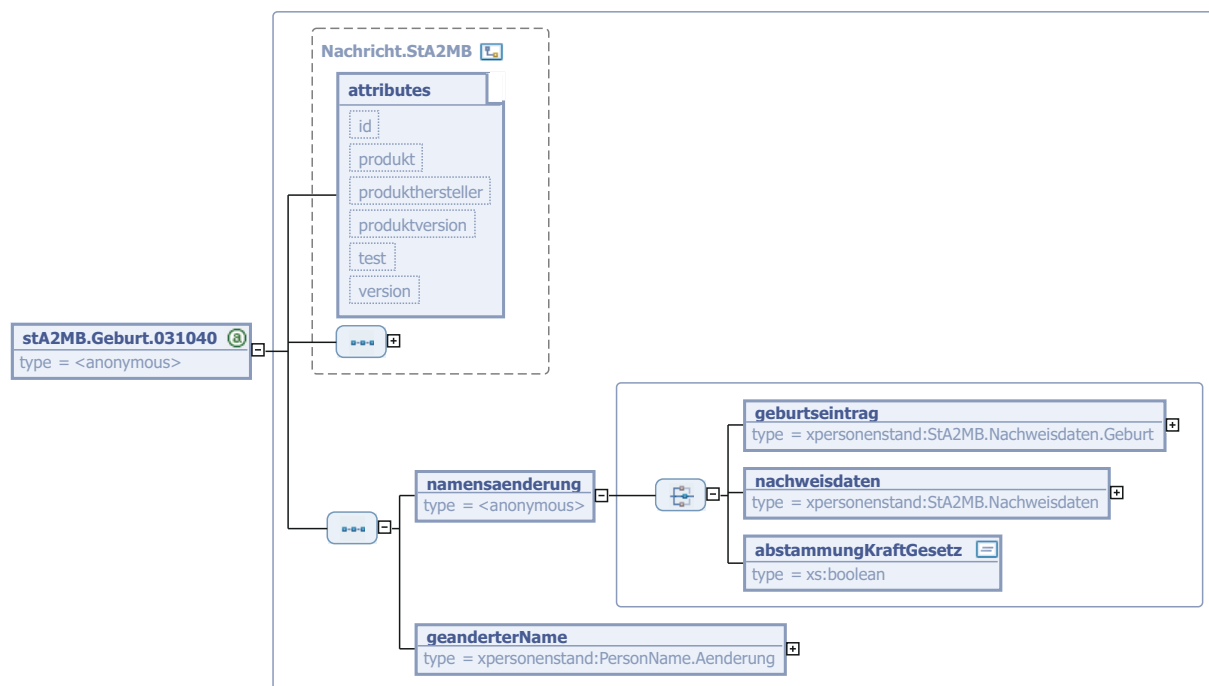 Nachricht.StA2MB
attributes
id
produkt
produkthersteller
produktversion
test
version
stA2MB.Geburt.031040
type = <anonymous>
geburtseintrag
type = xpersonenstand:StA2MB.Nachweisdaten.Geburt
namensaenderung
type = <anonymous>
nachweisdaten
type = xpersonenstand:StA2MB.Nachweisdaten
abstammungKraftGesetz
type = xs:boolean
geanderterName
type = xpersonenstand:PersonName.Aenderung